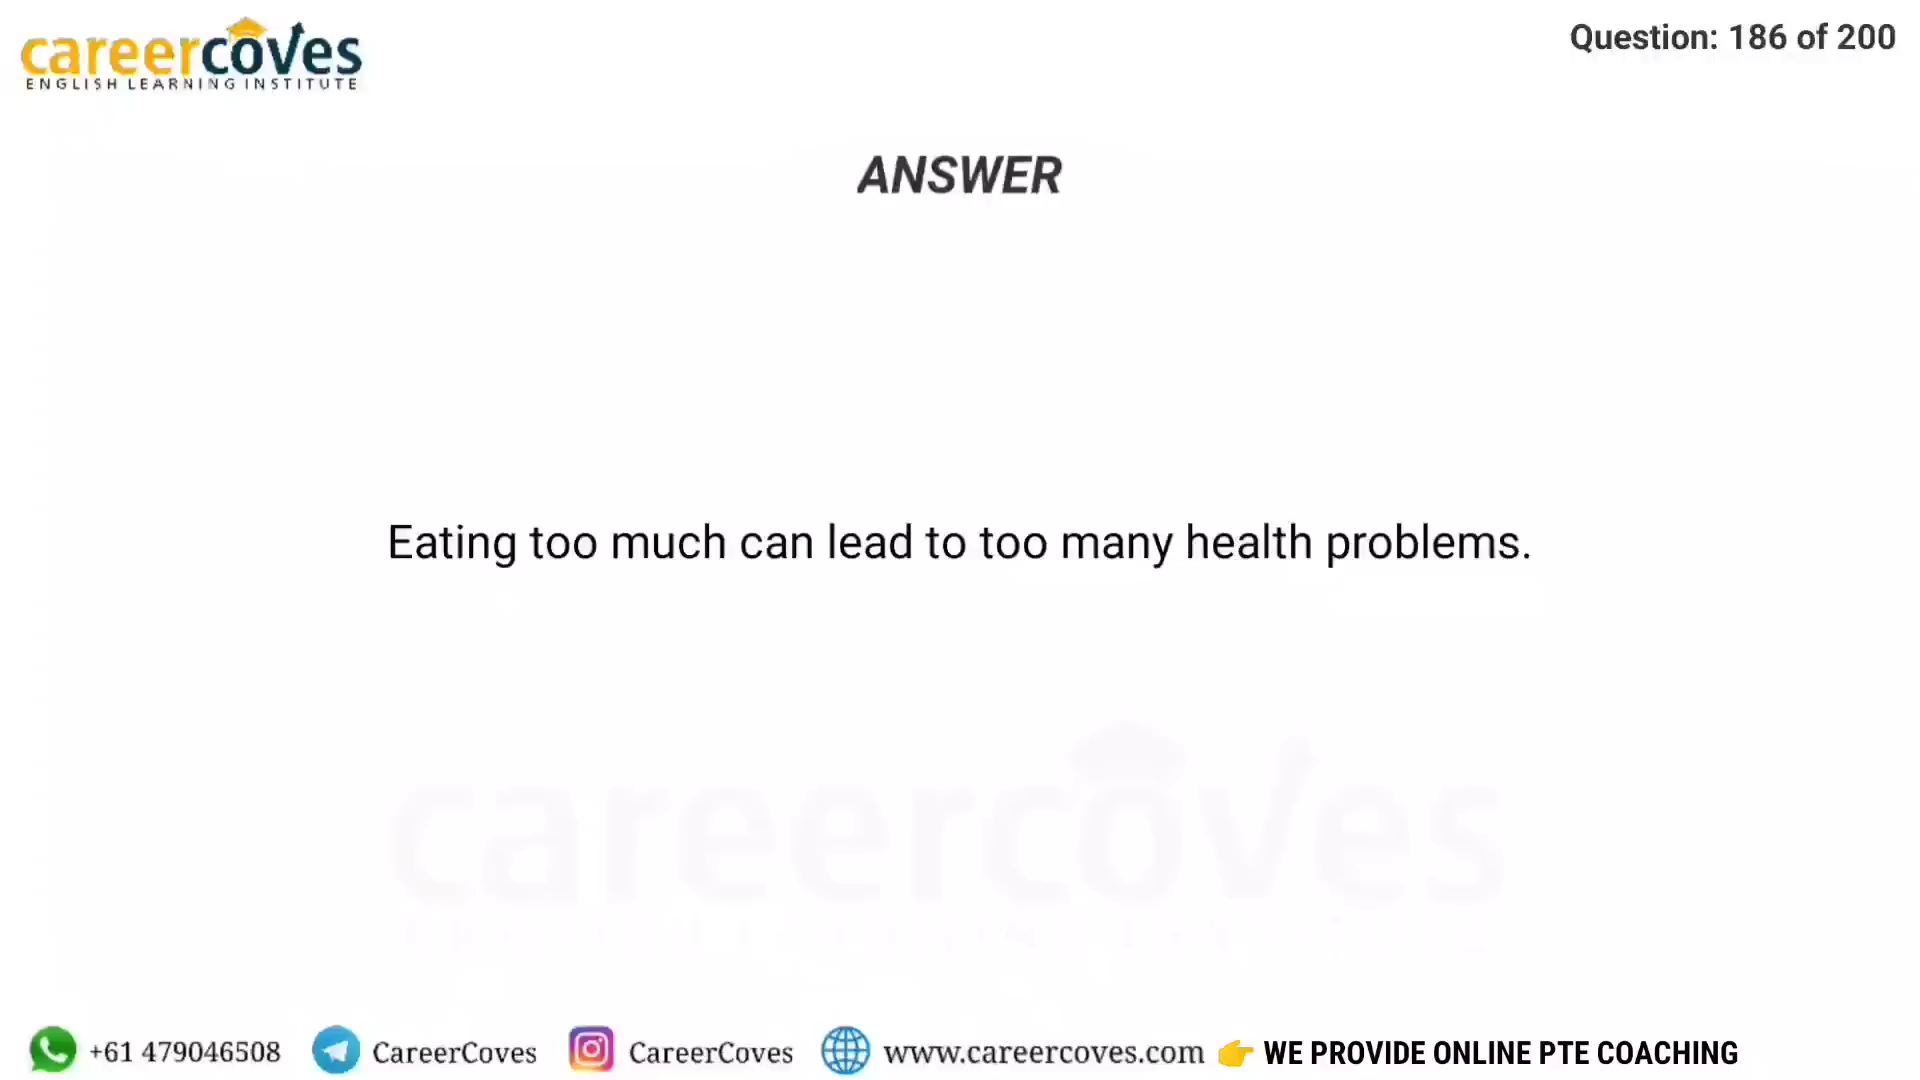 careercoves
ENGLISH LEARNING INSTITUTE
Question: 186 of 200
ANSWER
Eating too much can lead to too many health problems.
careercoves
+61 479046508 CareerCoves CareerCoves www.careercoves.com 👉 WE PROVIDE ONLINE PTE COACHING